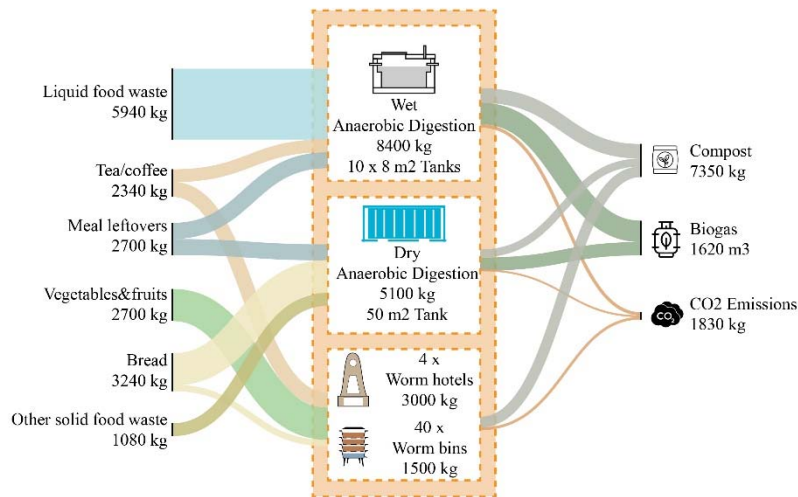 Liquid food waste
5940 kg
Tea/coffee
2340 kg
Meal leftovers
2700 kg
Vegetables&fruits
2700 kg
Bread
3240 kg
Other solid food waste
1080 kg
Wet
Anaerobic Digestion
8400 kg
10 x 8 m2 Tanks
Dry
Anaerobic Digestion
5100 kg
50 m2 Tank
4 x
Worm hotels
3000 kg
40 x
Worm bins
1500 kg
Compost
7350 kg
Biogas
1620 m3
CO2
CO2 Emissions
1830 kg